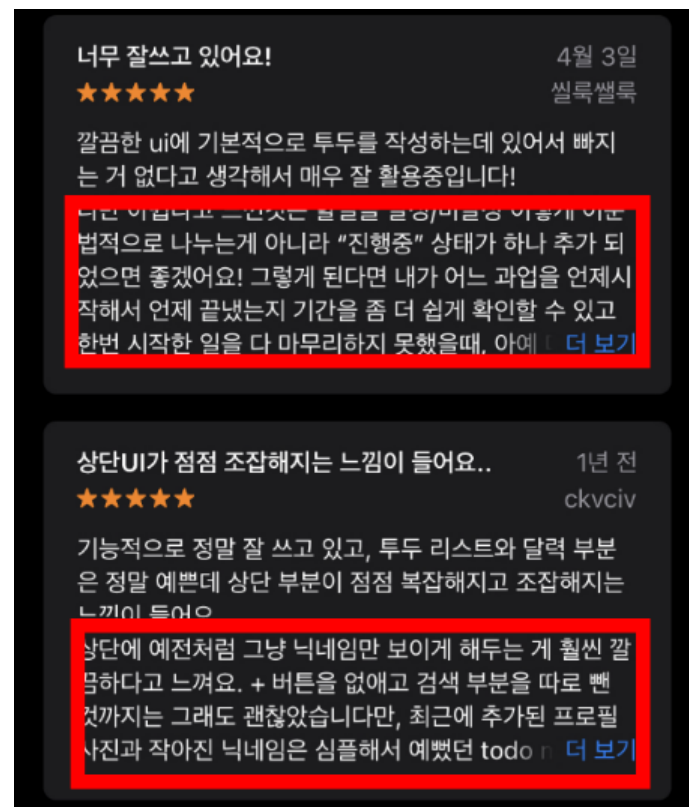 너무 잘쓰고 있어요!
4월 3일
★★★★★
씰룩쌜룩
깔끔한 ui에 기본적으로 투두를 작성하는데 있어서 빠지
는 거 없다고 생각해서 매우 잘 활용중입니다!
법적으로 나누는게 아니라 “진행중” 상태가 하나 추가 되
었으면 좋겠어요! 그렇게 된다면 내가 어느 과업을 언제시
작해서 언제 끝냈는지 기간을 좀 더 쉽게 확인할 수 있고
한번 시작한 일을 다 마무리하지 못했을때, 아예 더 보기
상단UI가 점점 조잡해지는 느낌이 들어요..
1년 전
★★★★★
ckvciv
기능적으로 정말 잘 쓰고 있고, 투두 리스트와 달력 부분
은 정말 예쁜데 상단 부분이 점점 복잡해지고 조잡해지는
느낌이 들어요
상단에 예전처럼 그냥 닉네임만 보이게 해두는 게 훨씬 깔
끔하다고 느껴요. + 버튼을 없애고 검색 부분을 따로 뺀
것까지는 그래도 괜찮았습니다만, 최근에 추가된 프로필
사진과 작아진 닉네임은 심플해서 예뻤던 todo 더 보기